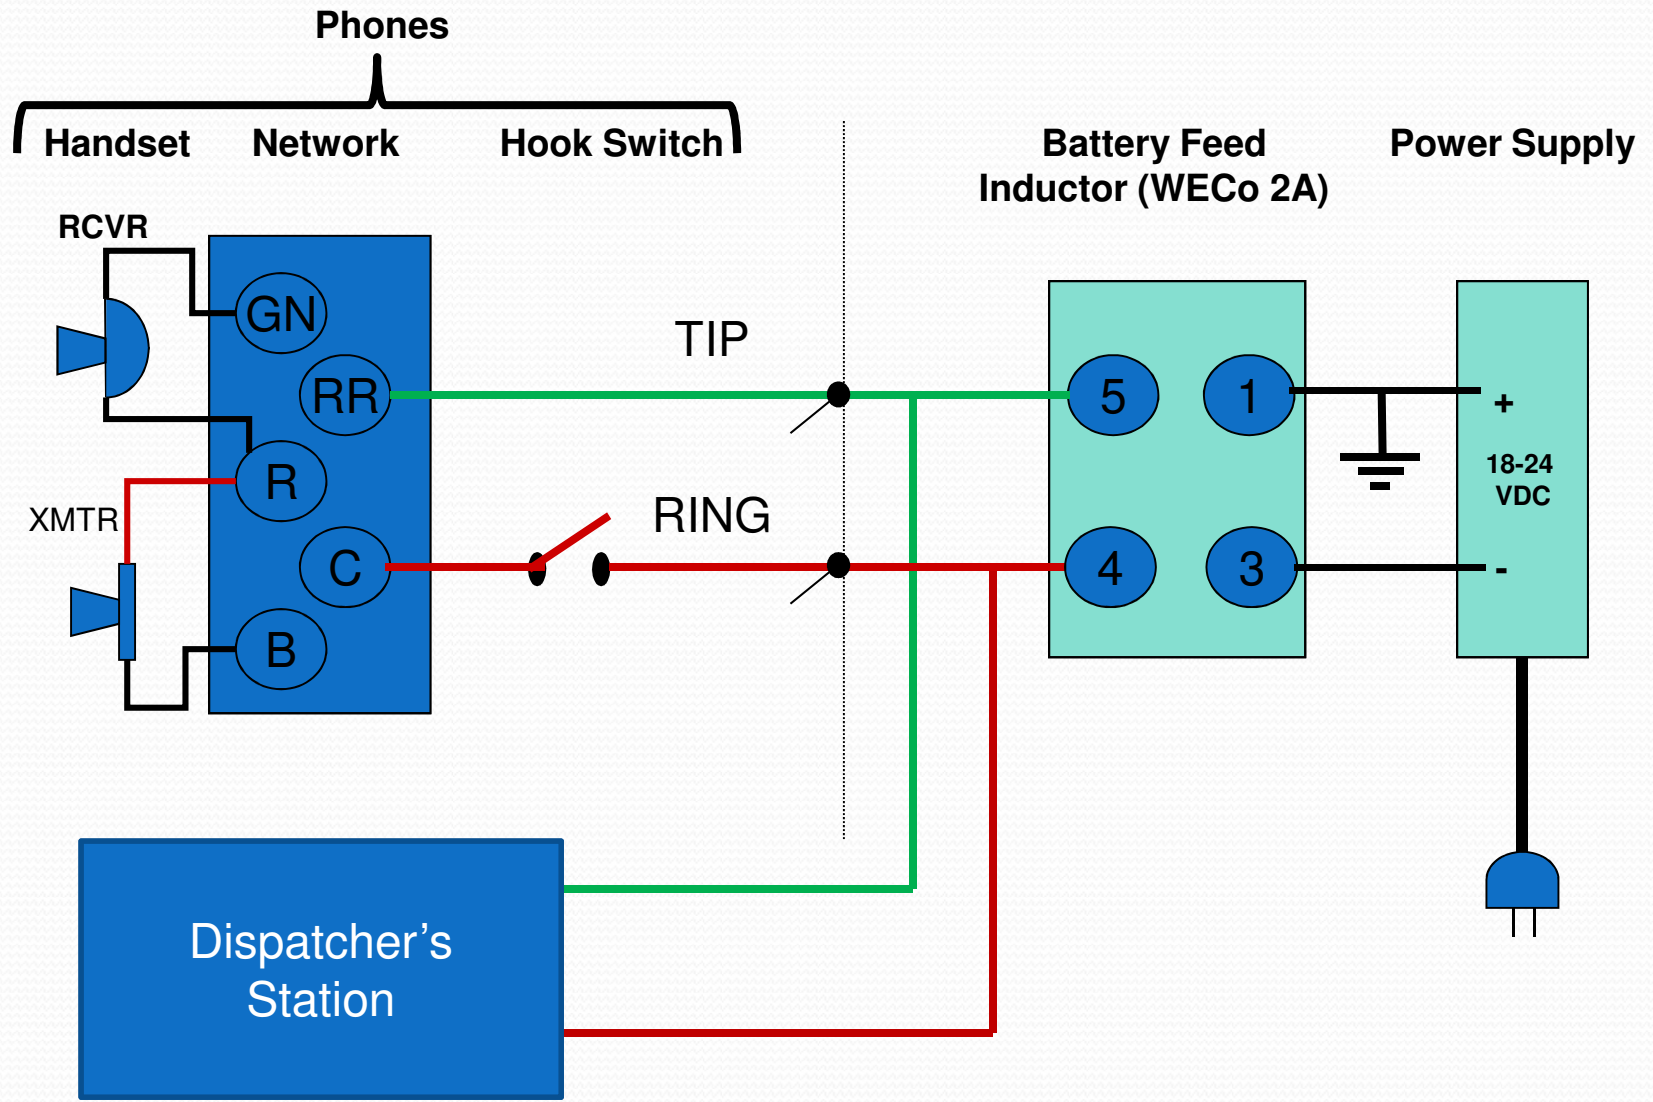 Phones
Handset Network Hook Switch
Battery Feed
Inductor (WECo 2A)
Power Supply
RCVR
GN
RR
R
XMTR
C
B
TIP
RING
5 1
4 3
+
18-24
VDC
-
Dispatcher’s
Station